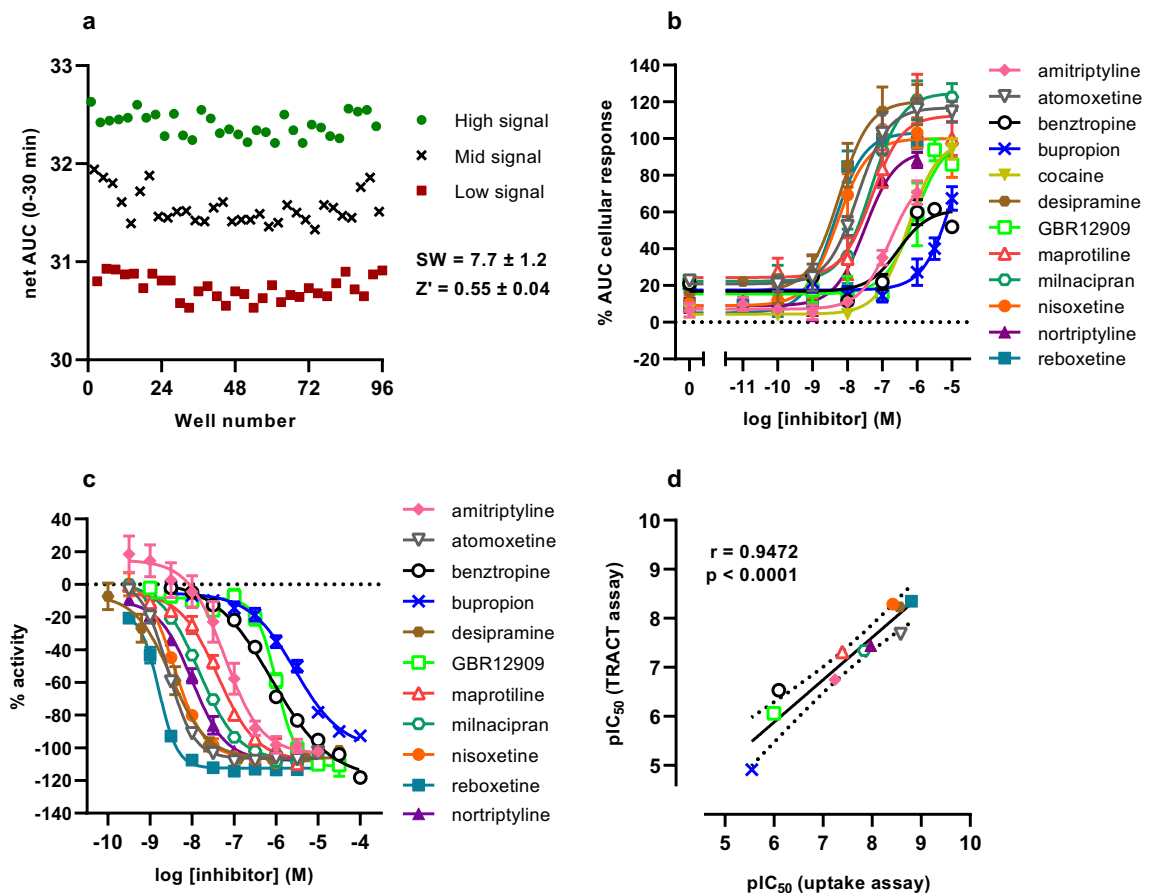 a
33
32
31
30
net AUC (0-30 min)
0 24 48 72 96
Well number
High signal
Mid signal
Low signal
SW = 7.7 ± 1.2
Z' = 0.55 ± 0.04
b
140
120
100
80
60
40
20
0
-20
% AUC cellular response
0 -11 -10 -9 -8 -7 -6 -5
log [inhibitor] (M)
amitriptyline
atomoxetine
benztropine
bupropion
cocaine
desipramine
GBR12909
maprotiline
milnacipran
nisoxetine
nortriptyline
reboxetine
c
40
20
0
-20
-40
-60
-80
-100
-120
-140
% activity
-10 -9 -8 -7 -6 -5 -4
log [inhibitor] (M)
amitriptyline
atomoxetine
benztropine
bupropion
desipramine
GBR12909
maprotiline
milnacipran
nisoxetine
reboxetine
nortriptyline
d
10
9
8
7
6
5
pIC50 (TRACT assay)
r = 0.9472
p < 0.0001
5 6 7 8 9 10
pIC50 (uptake assay)